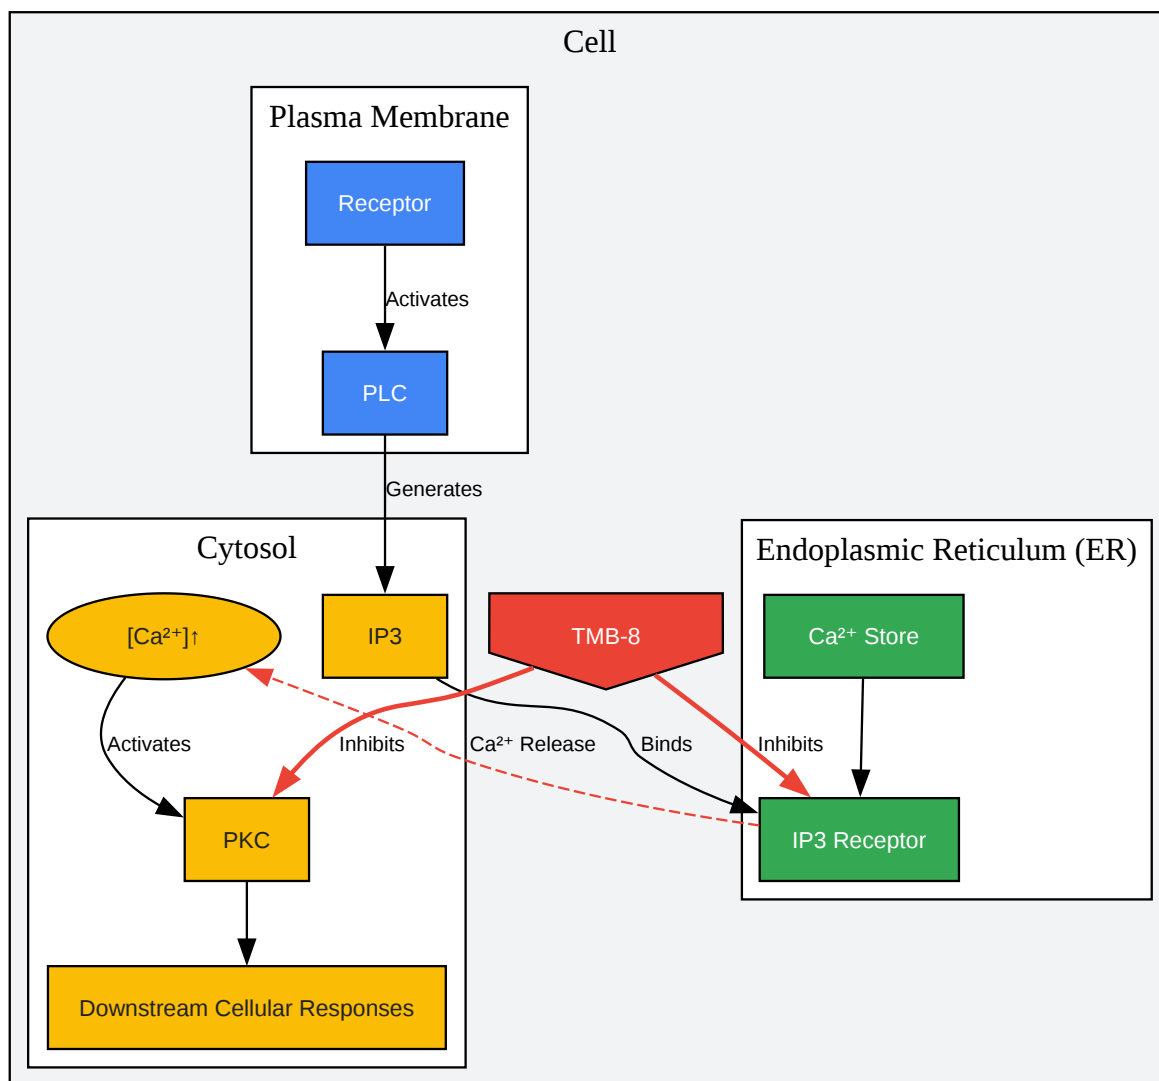 Cell
Plasma Membrane
Receptor
Activates
PLC
Generates
Cytosol
Endoplasmic Reticulum (ER)
[Ca²⁺]↑
IP3
TMB-8
Ca²⁺ Store
Activates
Inhibits
Ca²⁺ Release
Binds
Inhibits
PKC
IP3 Receptor
Downstream Cellular Responses